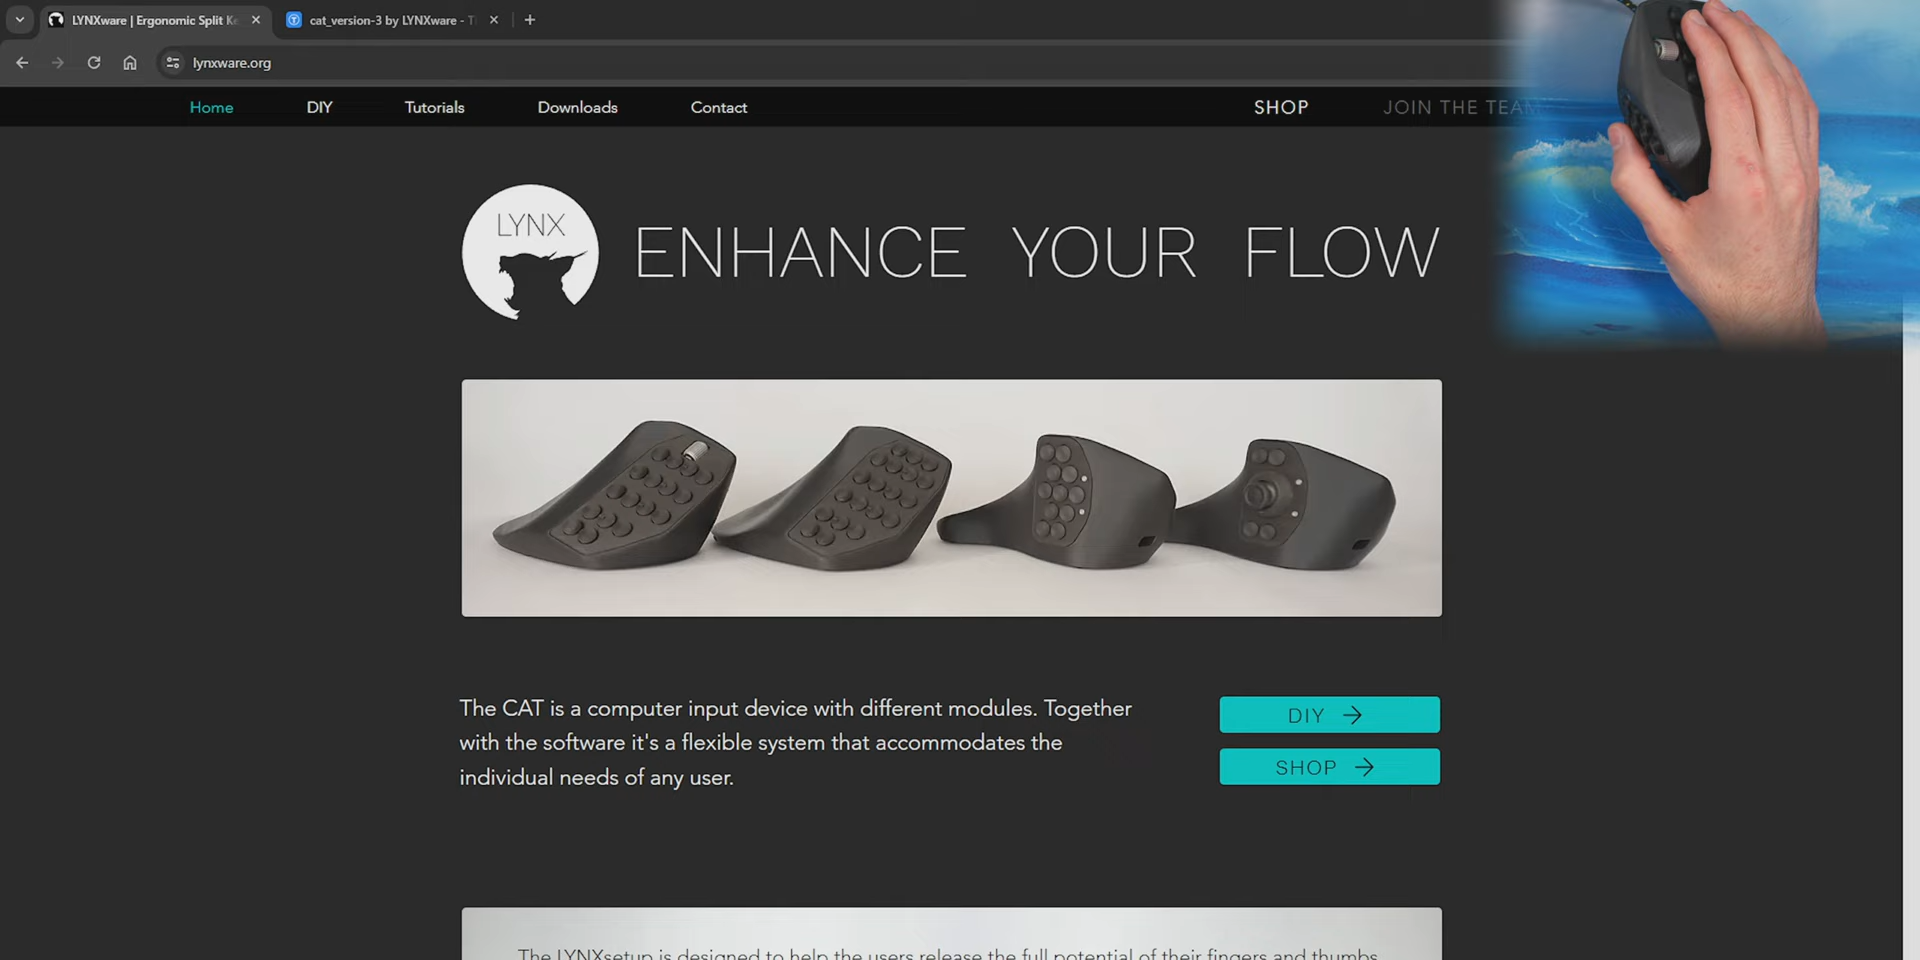 LYNXware | Ergonomic Split Ke
cat_version-3 by LYNXware - Ti
lynxware.org
Home DIY Tutorials Downloads Contact SHOP JOIN THE TEAM
LYNX
ENHANCE YOUR FLOW
The CAT is a computer input device with different modules. Together
with the software it's a flexible system that accommodates the
individual needs of any user.
DIY
SHOP
The LYNXsetup is designed to help the users release the full potential of their fingers and thumbs